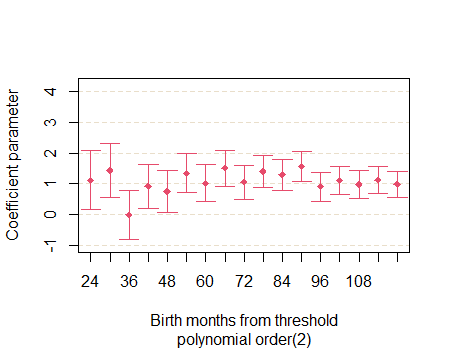 Coefficient parameter
4
3
2
1
0
-1
24 36 48 60 72 84 96 108
Birth months from threshold
polynomial order(2)